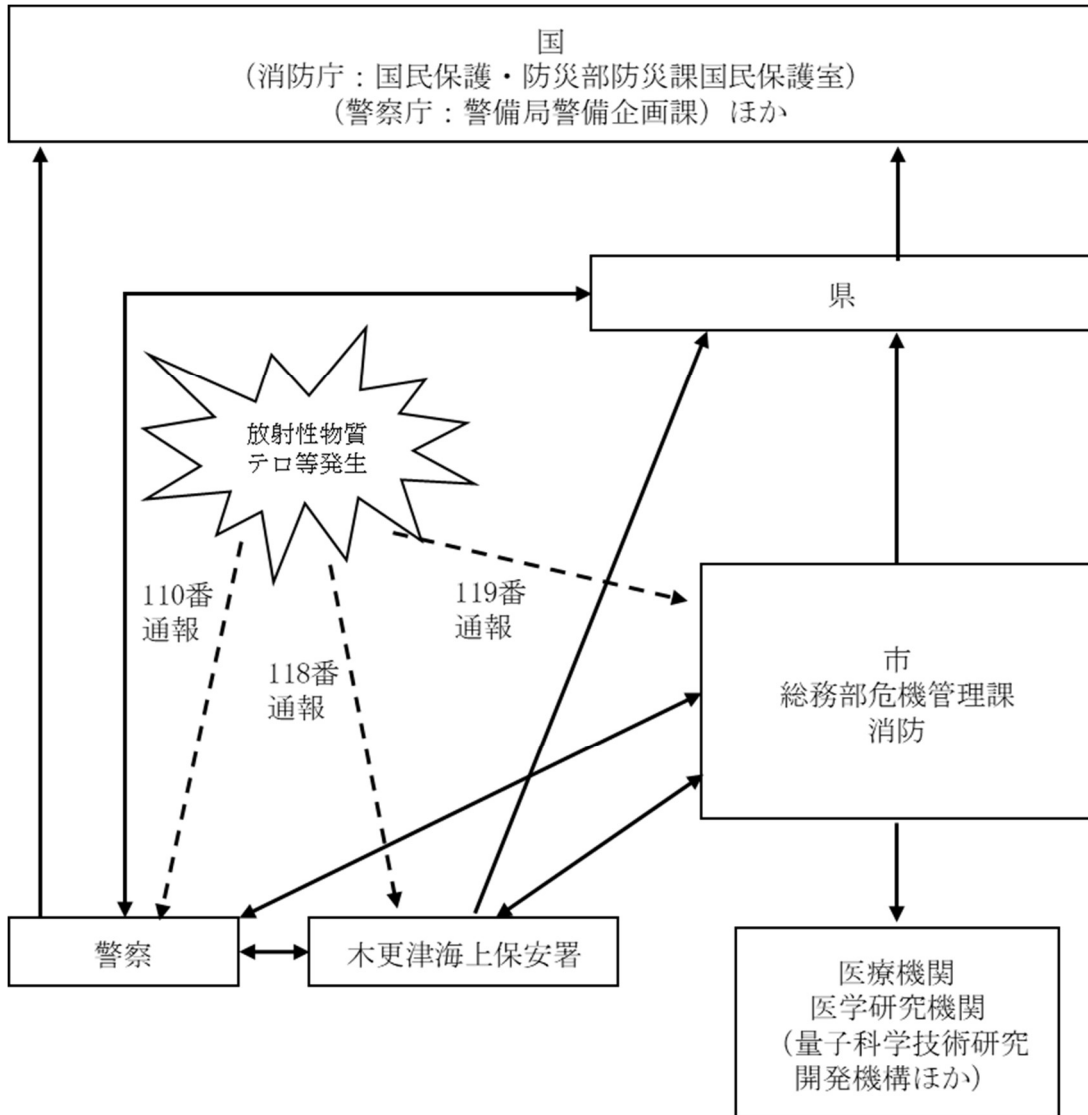 国
（消防庁：国民保護・防災部防災課国民保護室）
（警察庁：警備局警備企画課）ほか
県
放射性物質
テロ等発生
110番
通報
119番
通報
118番
通報
市
総務部危機管理課
消防
警察
木更津海上保安署
医療機関
医学研究機関
（量子科学技術研究
開発機構ほか）